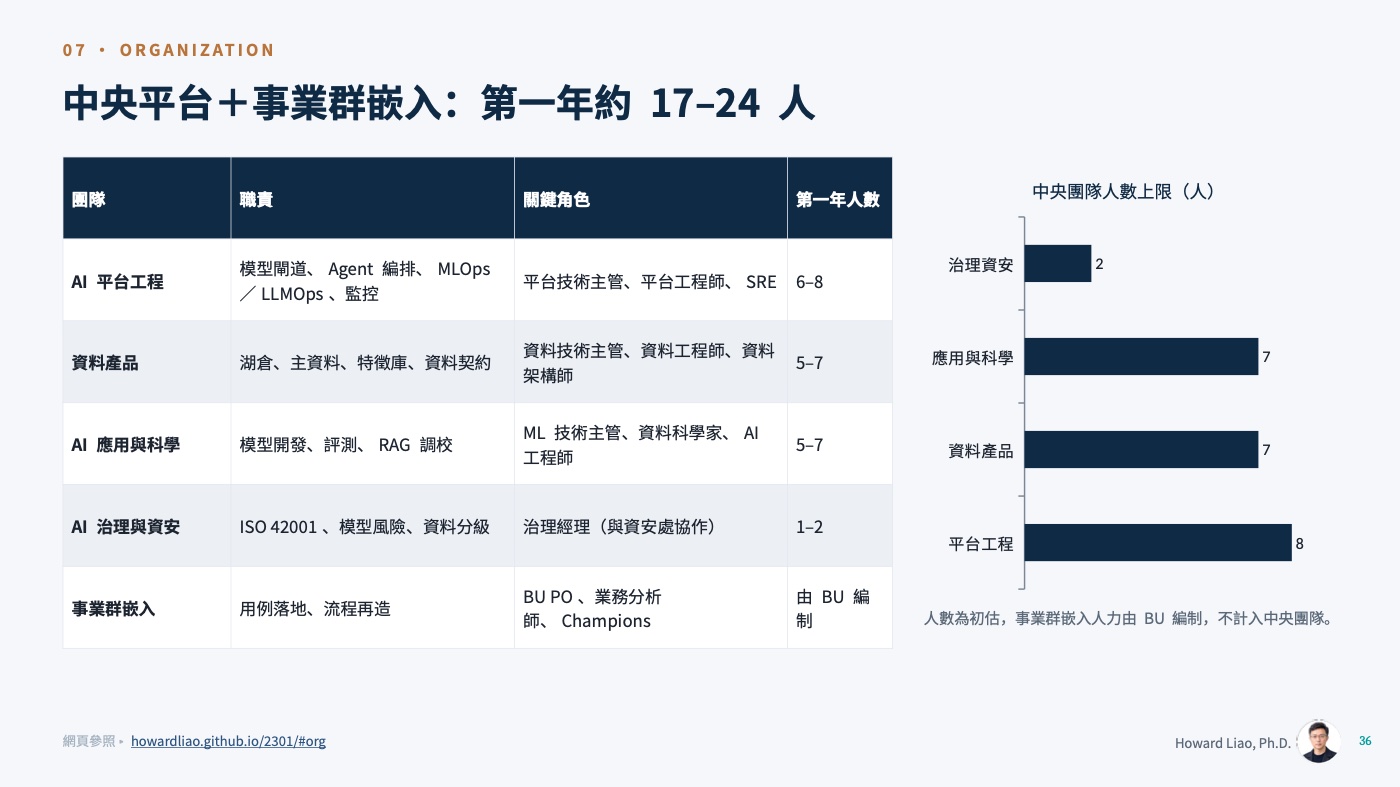 07 • ORGANIZATION
中央平台＋事業群嵌入：第一年約 17–24 人
團隊
職責
關鍵角色
第一年人數
AI 平台工程
模型閘道、 Agent 編排、 MLOps
／ LLMOps 、監控
平台技術主管、平台工程師、 SRE
6–8
資料產品
湖倉、主資料、特徵庫、資料契約
資料技術主管、資料工程師、資料
架構師
5–7
AI 應用與科學
模型開發、評測、 RAG 調校
ML 技術主管、資料科學家、 AI
工程師
5–7
AI 治理與資安
ISO 42001 、模型風險、資料分級
治理經理（與資安處協作）
1–2
事業群嵌入
用例落地、流程再造
BU PO 、業務分析
師、 Champions
由 BU 編
制
中央團隊人數上限（人）
治理資安
2
應用與科學
7
資料產品
7
平台工程
8
人數為初估，事業群嵌入人力由 BU 編制，不計入中央團隊。
網頁參照 ▸ howardliao.github.io/2301/#org
Howard Liao, Ph.D.
36